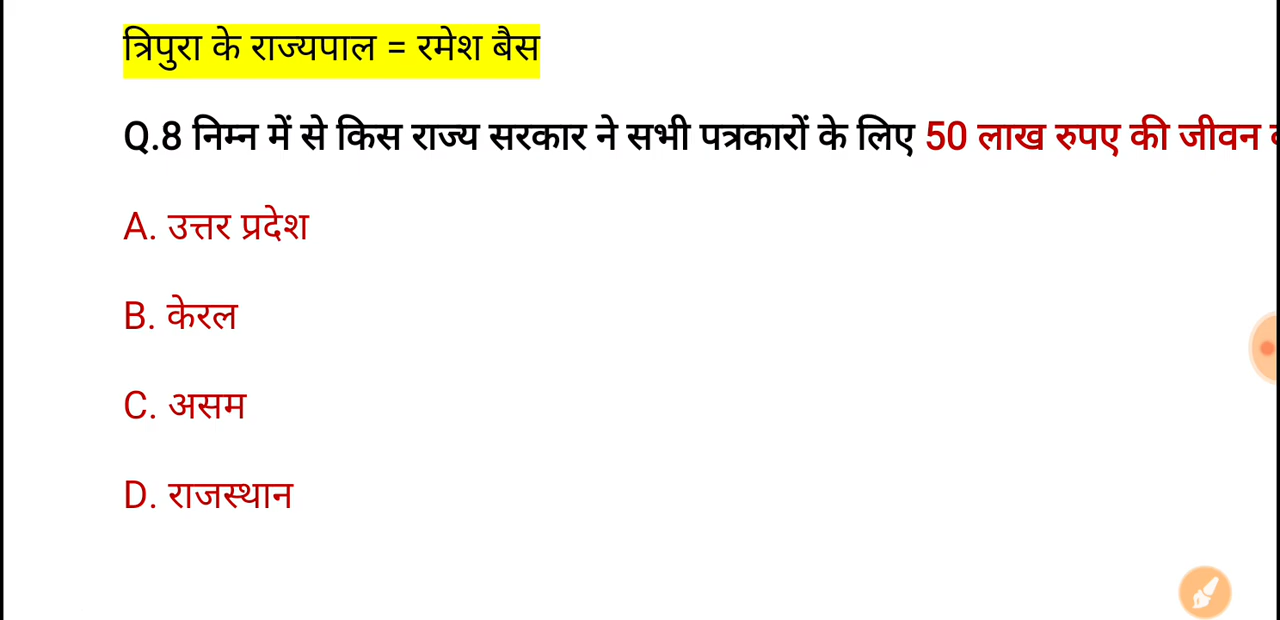 त्रिपुरा के राज्यपाल = रमेश बैस
Q.8 निम्न में से किस राज्य सरकार ने सभी पत्रकारों के लिए 50 लाख रुपए की जीवन
A. उत्तर प्रदेश
B. केरल
C. असम
D. राजस्थान